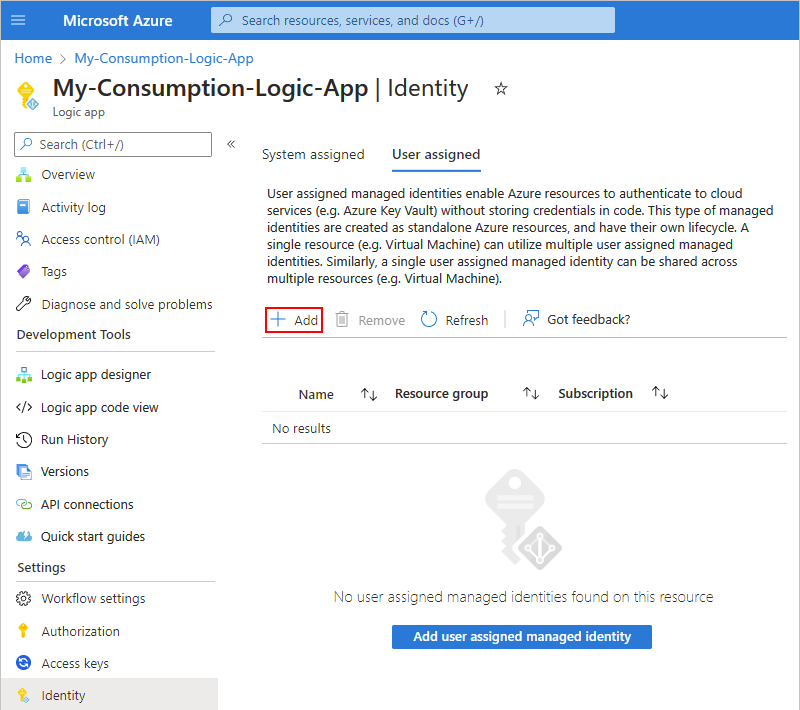 Microsoft Azure
Search resources, services, and docs (G+/)
Home > My-Consumption-Logic-App
My-Consumption-Logic-App | Identity
Logic app
Search (Ctrl+/)
«
Overview
Activity log
Access control (IAM)
Tags
Diagnose and solve problems
Development Tools
Logic app designer
Logic app code view
Run History
Versions
API connections
Quick start guides
Settings
Workflow settings
Authorization
Access keys
Identity
System assigned
User assigned
User assigned managed identities enable Azure resources to authenticate to cloud
services (e.g. Azure Key Vault) without storing credentials in code. This type of managed
identities are created as standalone Azure resources, and have their own lifecycle. A
single resource (e.g. Virtual Machine) can utilize multiple user assigned managed
identities. Similarly, a single user assigned managed identity can be shared across
multiple resources (e.g. Virtual Machine).
Add Remove Refresh Got feedback?
Name Resource group Subscription
No results
No user assigned managed identities found on this resource
Add user assigned managed identity